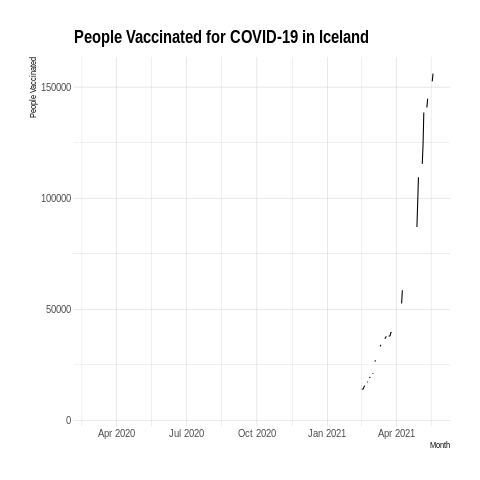 People Vaccinated for COVID-19 in Iceland
People Vaccinated
150000
100000
50000
0
Apr 2020 Jul 2020 Oct 2020 Jan 2021 Apr 2021
Month